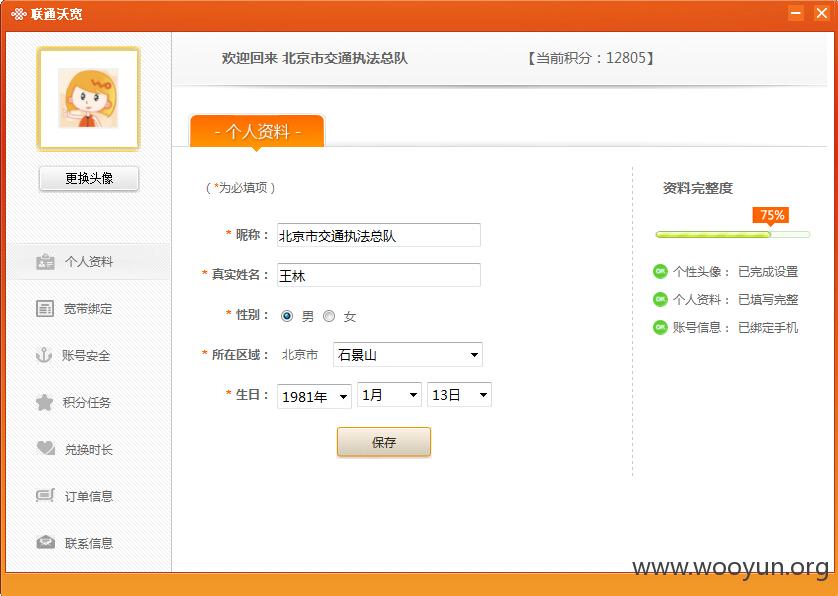 联通沃宽
欢迎回来 北京市交通执法总队
【当前积分：12805】
更换头像
个人资料
宽带绑定
账号安全
积分任务
兑换时长
订单信息
联系信息
- 个人资料 -
( *为必填项 )
* 昵称： 北京市交通执法总队
* 真实姓名： 王林
* 性别： 男 女
* 所在区域： 北京市 石景山
* 生日： 1981年 1月 13日
保存
资料完整度
75%
OK 个性头像： 已完成设置
OK 个人资料： 已填写完整
OK 账号信息： 已绑定手机
www.wooyun.org